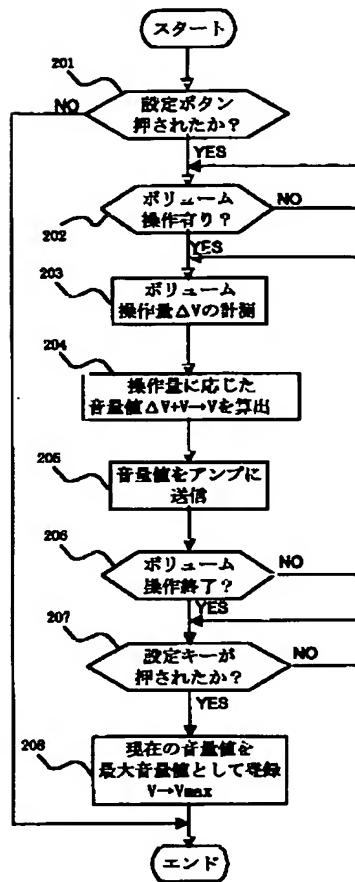 スタート
201
NO
設定ボタン
押されたか？
YES
ボリューム
操作有り？
NO
202
YES
203
ボリューム
操作量△Vの計測
204
操作量に応じた
音量値△V+V→Vを算出
205
音量値をアンプに
送信
206
ボリューム
操作終了？
NO
YES
207
設定キーが
押されたか？
NO
YES
208
現在の音量値を
最大音量値として登録
V→Vmax
エンド